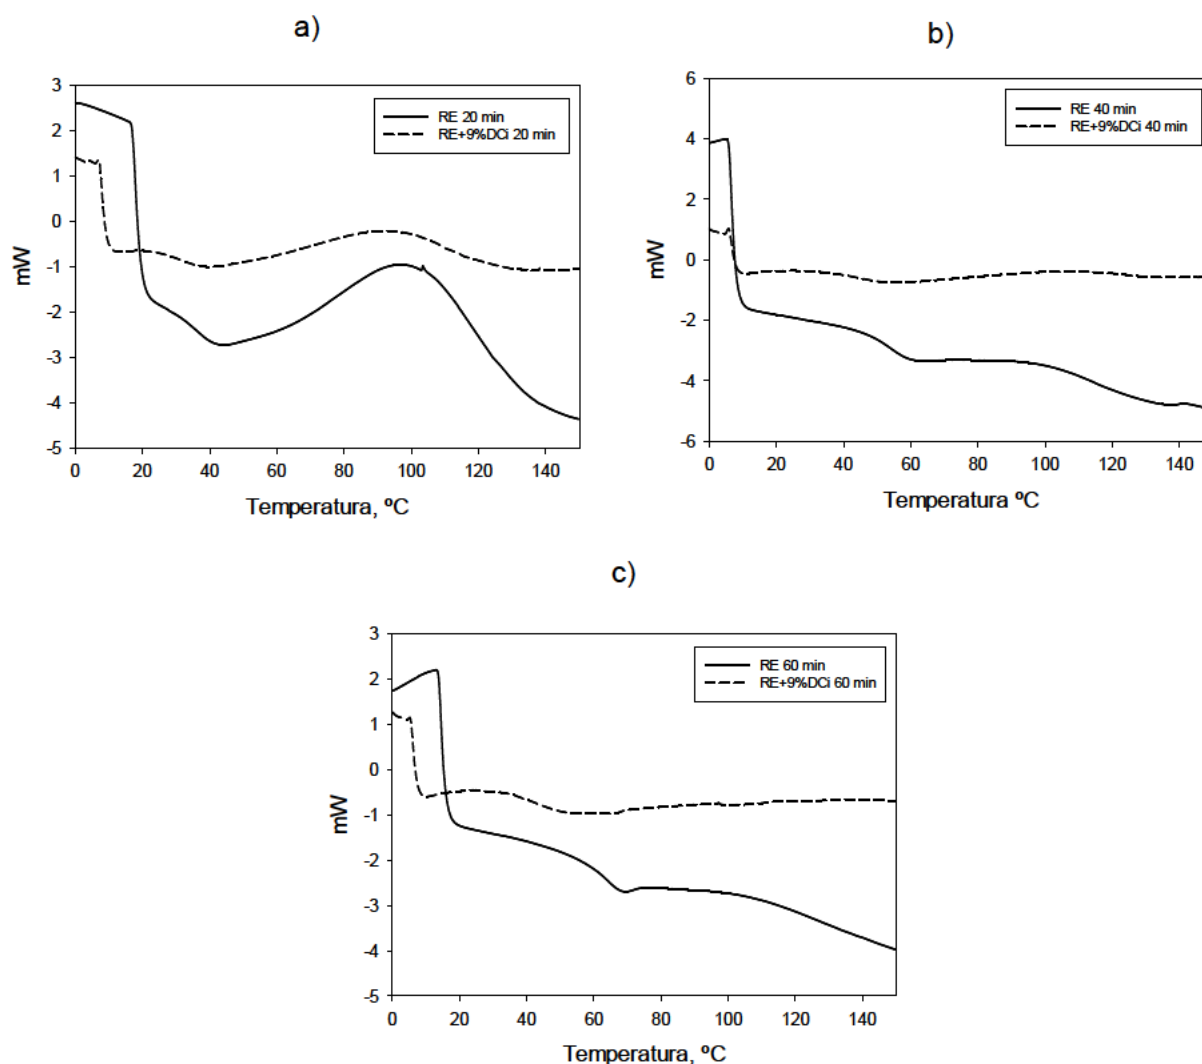 a)
3
2
1
0
-1
-2
-3
-4
-5
mW
RE 20 min
RE+9%DCi 20 min
0 20 40 60 80 100 120 140
Temperatura, ºC
b)
6
4
2
0
-2
-4
-6
mW
RE 40 min
RE+9%DCi 40 min
0 20 40 60 80 100 120 140
Temperatura ºC
c)
3
2
1
0
-1
-2
-3
-4
-5
mW
RE 60 min
RE+9%DCi 60 min
0 20 40 60 80 100 120 140
Temperatura, ºC